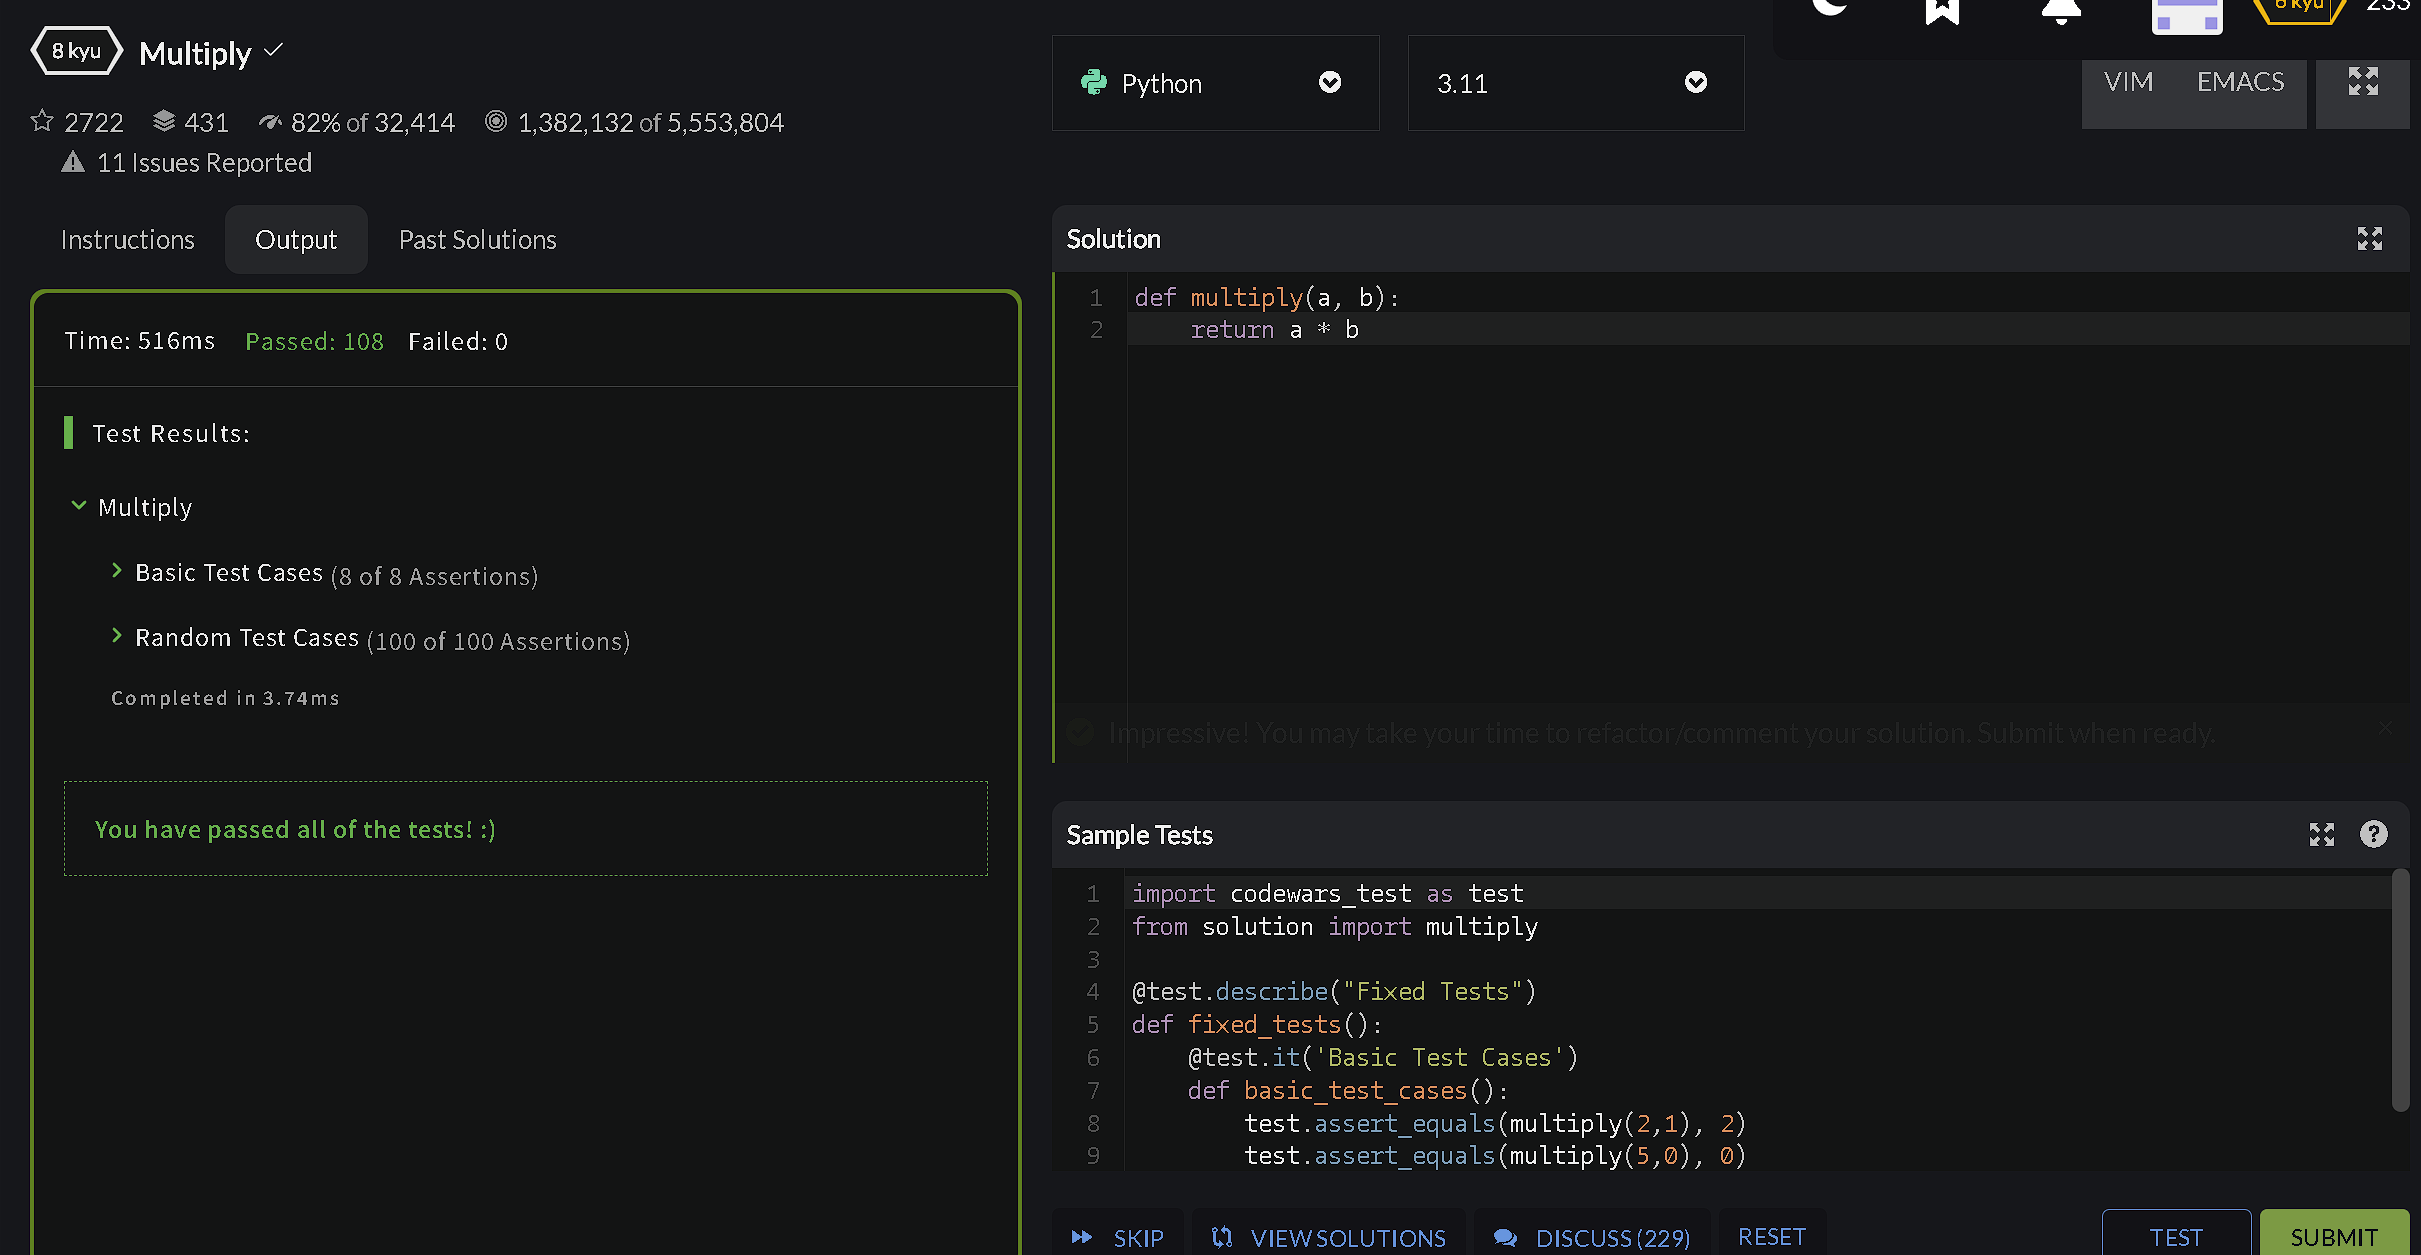 8 kyu Multiply
2722 431 82% of 32,414 1,382,132 of 5,553,804
11 Issues Reported
Instructions Output Past Solutions
Time: 516ms Passed: 108 Failed: 0
Test Results:
Multiply
Basic Test Cases (8 of 8 Assertions)
Random Test Cases (100 of 100 Assertions)
Completed in 3.74ms
You have passed all of the tests! :)
Python 3.11
VIM EMACS
Solution
1 def multiply(a, b):
2     return a * b
Impressive! You may take your time to refactor/comment your solution. Submit when ready.
Sample Tests
1 import codewars_test as test
2 from solution import multiply
3
4 @test.describe("Fixed Tests")
5 def fixed_tests():
6     @test.it('Basic Test Cases')
7     def basic_test_cases():
8         test.assert_equals(multiply(2,1), 2)
9         test.assert_equals(multiply(5,0), 0)
SKIP VIEW SOLUTIONS DISCUSS (229) RESET TEST SUBMIT